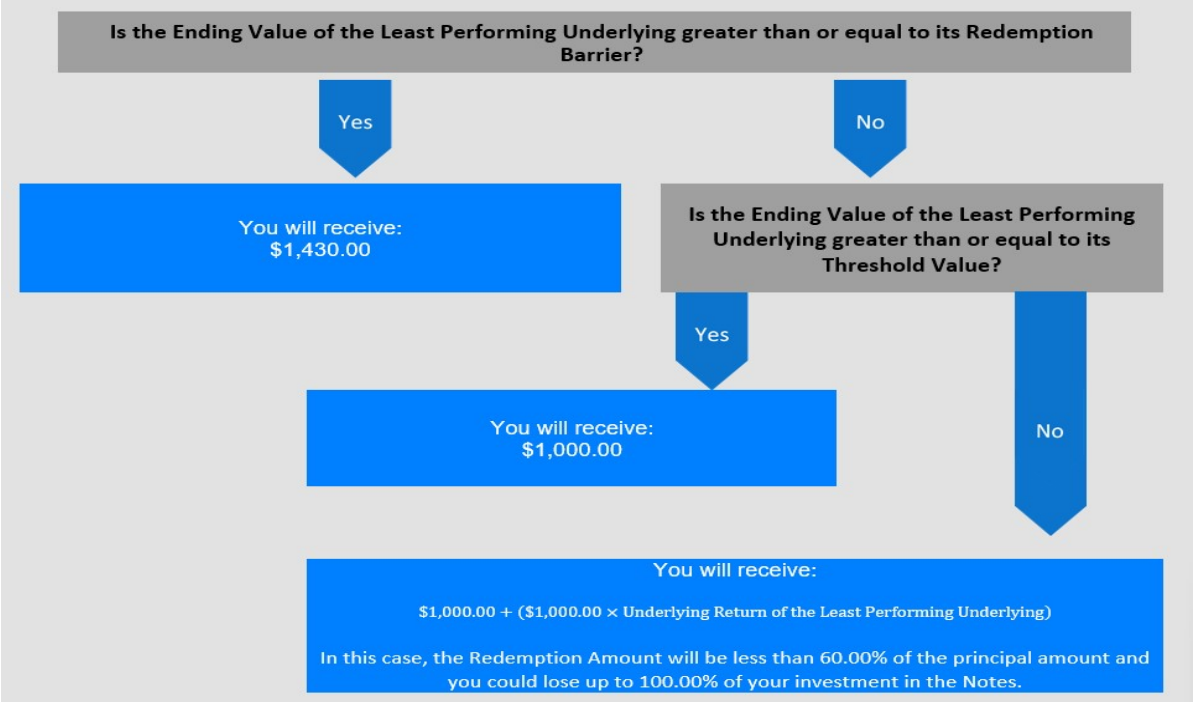 Is the Ending Value of the Least Performing Underlying greater than or equal to its Redemption
Barrier?
Yes
No
You will receive:
$1,430.00
Is the Ending Value of the Least Performing
Underlying greater than or equal to its
Threshold Value?
Yes
No
You will receive:
$1,000.00
You will receive:
$1,000.00 + ($1,000.00 × Underlying Return of the Least Performing Underlying)
In this case, the Redemption Amount will be less than 60.00% of the principal amount and
you could lose up to 100.00% of your investment in the Notes.